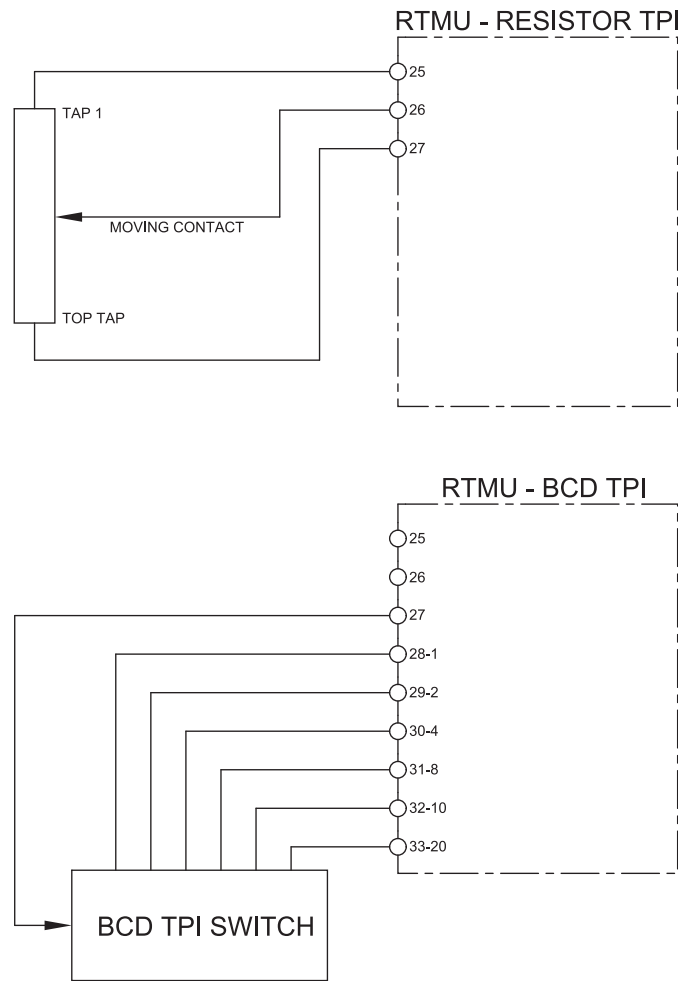 RTMU - RESISTOR TPI
25
TAP 1
26
27
MOVING CONTACT
TOP TAP
RTMU - BCD TPI
25
26
27
28-1
29-2
30-4
31-8
32-10
33-20
BCD TPI SWITCH